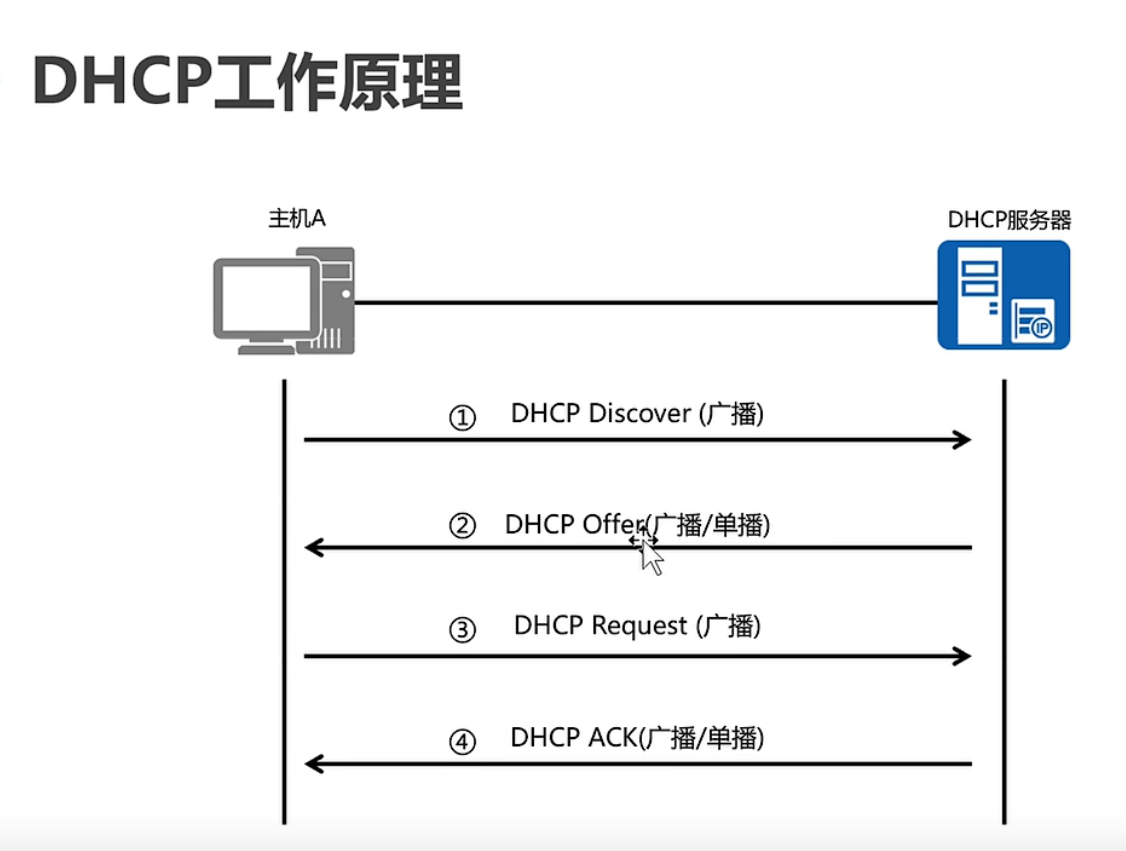 DHCP工作原理
主机A
DHCP服务器
IP
① DHCP Discover (广播)
② DHCP Offer(广播/单播)
③ DHCP Request (广播)
④ DHCP ACK(广播/单播)